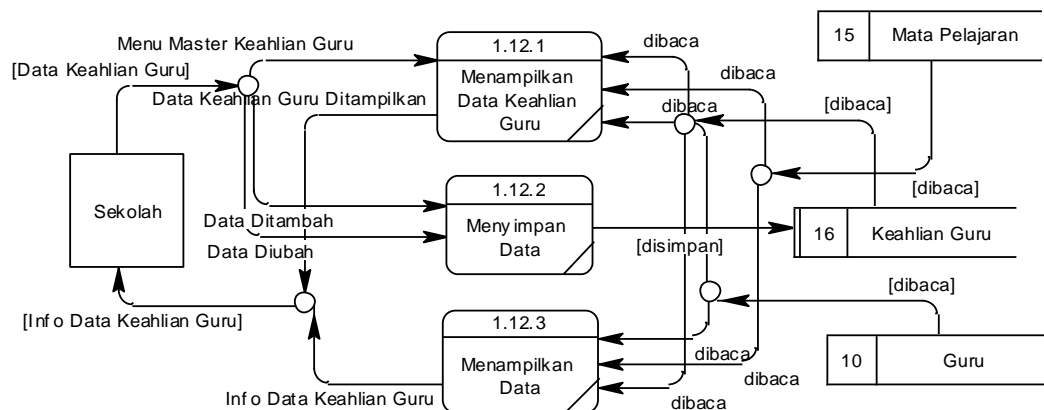 Menu Master Keahlian Guru
[Data Keahlian Guru]
Data Keahlian Guru Ditampilkan
1.12.1
Menampilkan
Data Keahlian
Guru
dibaca
dibaca
dibaca
15
Mata Pelajaran
[dibaca]
[dibaca]
Sekolah
1.12.2
Menyimpan
Data
Data Ditambah
Data Diubah
[disimpan]
16
Keahlian Guru
[dibaca]
[Info Data Keahlian Guru]
1.12.3
Menampilkan
Data
Info Data Keahlian Guru
dibaca
dibaca
dibaca
10
Guru